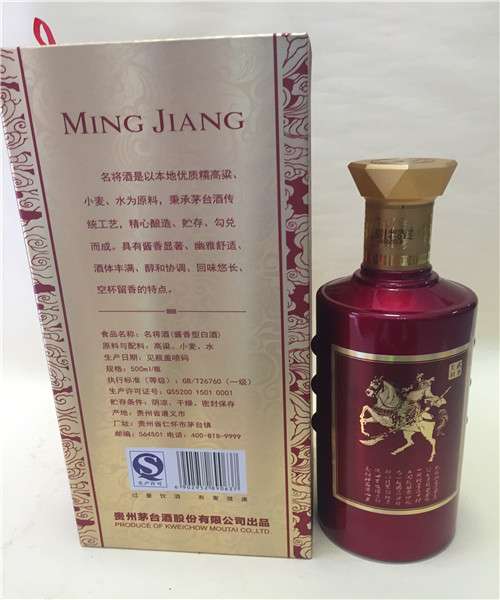 MING JIANG
名将酒是以本地优质糯高粱、
小麦、水为原料，秉承茅台酒传
统工艺，精心酿造、贮存、勾兑
而成。具有酱香显著、幽雅舒适、
酒体丰满、醇和协调、回味悠长、
空杯留香的特点。
食品名称：名将酒(酱香型白酒)
原料与配料：高粱、小麦、水
生产日期：见瓶盖喷码
规格：500ml/瓶
执行标准（等级）：GB/T26760（一级）
生产许可证号：QS5200 1501 0001
贮存条件：阴凉、干燥、密封保存
产地：贵州省遵义市
厂址：贵州省仁怀市茅台镇
邮编：564501 电话：400-818-9999
生产许可
过量饮酒 有害健康
贵州茅台酒股份有限公司出品
PRODUCE OF KWEICHOW MOUTAI CO.,LTD.